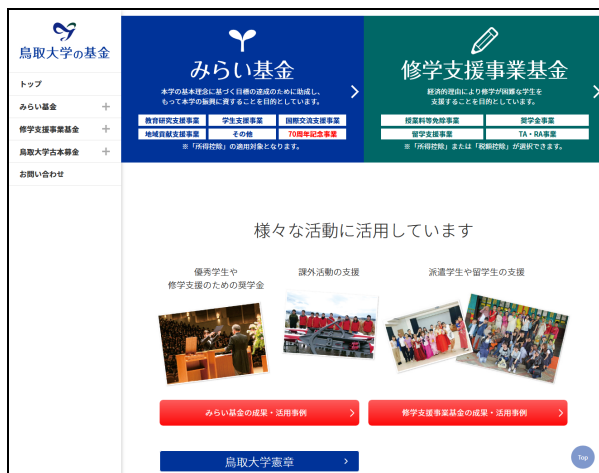 鳥取大学の基金
トップ
みらい基金
修学支援事業基金
鳥取大学古本募金
お問い合わせ
みらい基金
本学の基本理念に基づく目標の達成のために助成し、
もって本学の振興に資することを目的としています。
教育研究支援事業 学生支援事業 国際交流支援事業
地域貢献支援事業 その他 70周年記念事業
※「所得控除」の適用対象となります。
修学支援事業基金
経済的理由により修学が困難な学生を
支援することを目的としています。
授業料等免除事業 奨学金事業
留学支援事業 TA・RA事業
※「所得控除」または「税額控除」が選択できます。
様々な活動に活用しています
優秀学生や
修学支援のための奨学金
課外活動の支援
派遣学生や留学生の支援
みらい基金の成果・活用事例
修学支援事業基金の成果・活用事例
鳥取大学憲章
Top